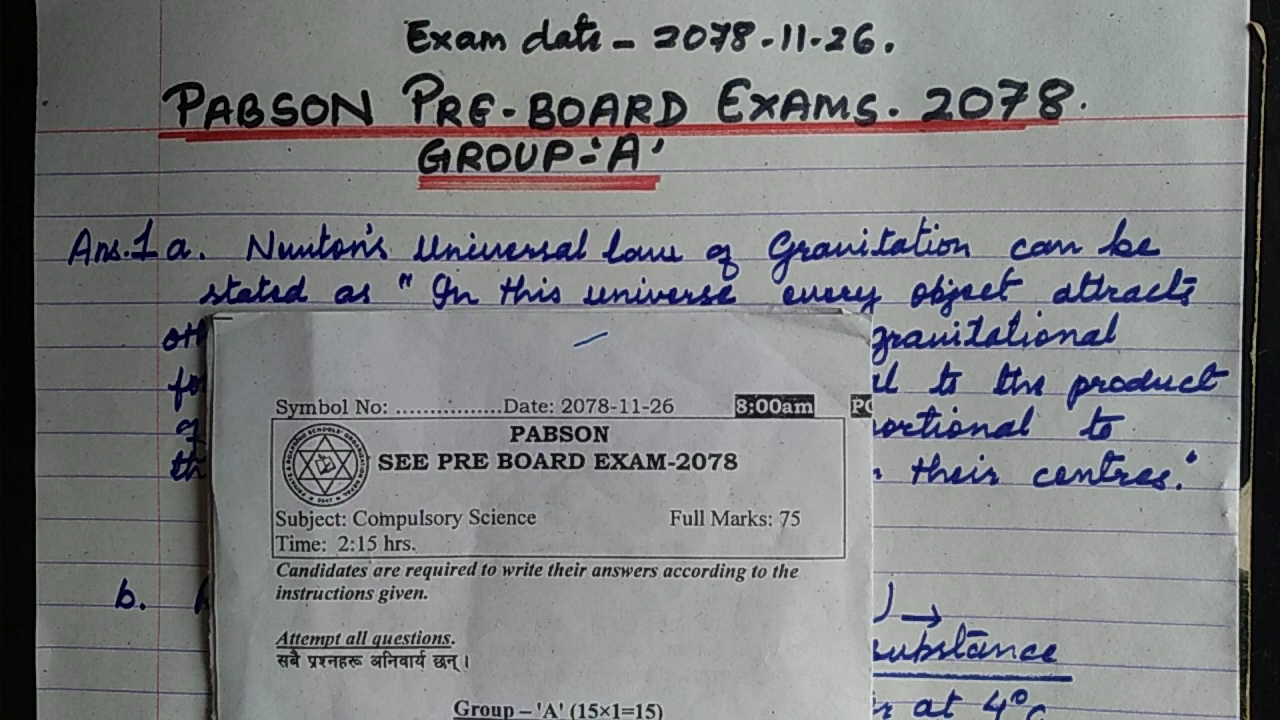 Exam date - 2078-11-26.
PABSON PRE-BOARD EXAMS. 2078.
GROUP-'A'
Ans.1 a. Newton's Universal law of Gravitation can be
stated as " In this universe every object attracts
gravitational
to the product
to
their centres."
Symbol No: .................Date: 2078-11-26 8:00am
PABSON
SEE PRE BOARD EXAM-2078
Subject: Compulsory Science Full Marks: 75
Time: 2:15 hrs.
Candidates are required to write their answers according to the
instructions given.
Attempt all questions.
सबै प्रश्नहरू अनिवार्य छन् ।
Group – 'A' (15×1=15)
b. ) →
substance
at 4°C